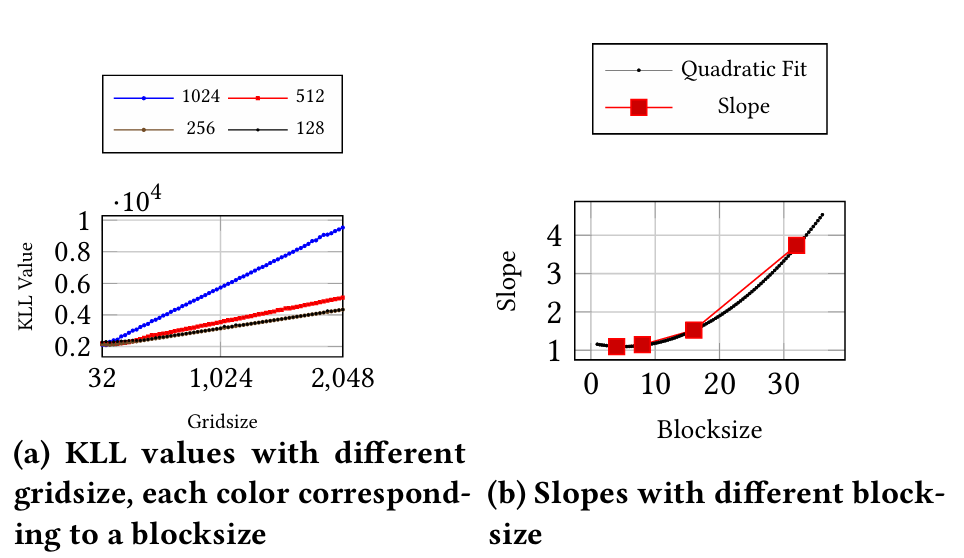 1024 512
256 128
·10^4
1
0.8
0.6
0.4
0.2
KLL Value
32 1,024 2,048
Gridsize
(a) KLL values with different
gridsize, each color correspond-
ing to a blocksize
Quadratic Fit
Slope
4
3
2
1
Slope
0 10 20 30
Blocksize
(b) Slopes with different block-
size